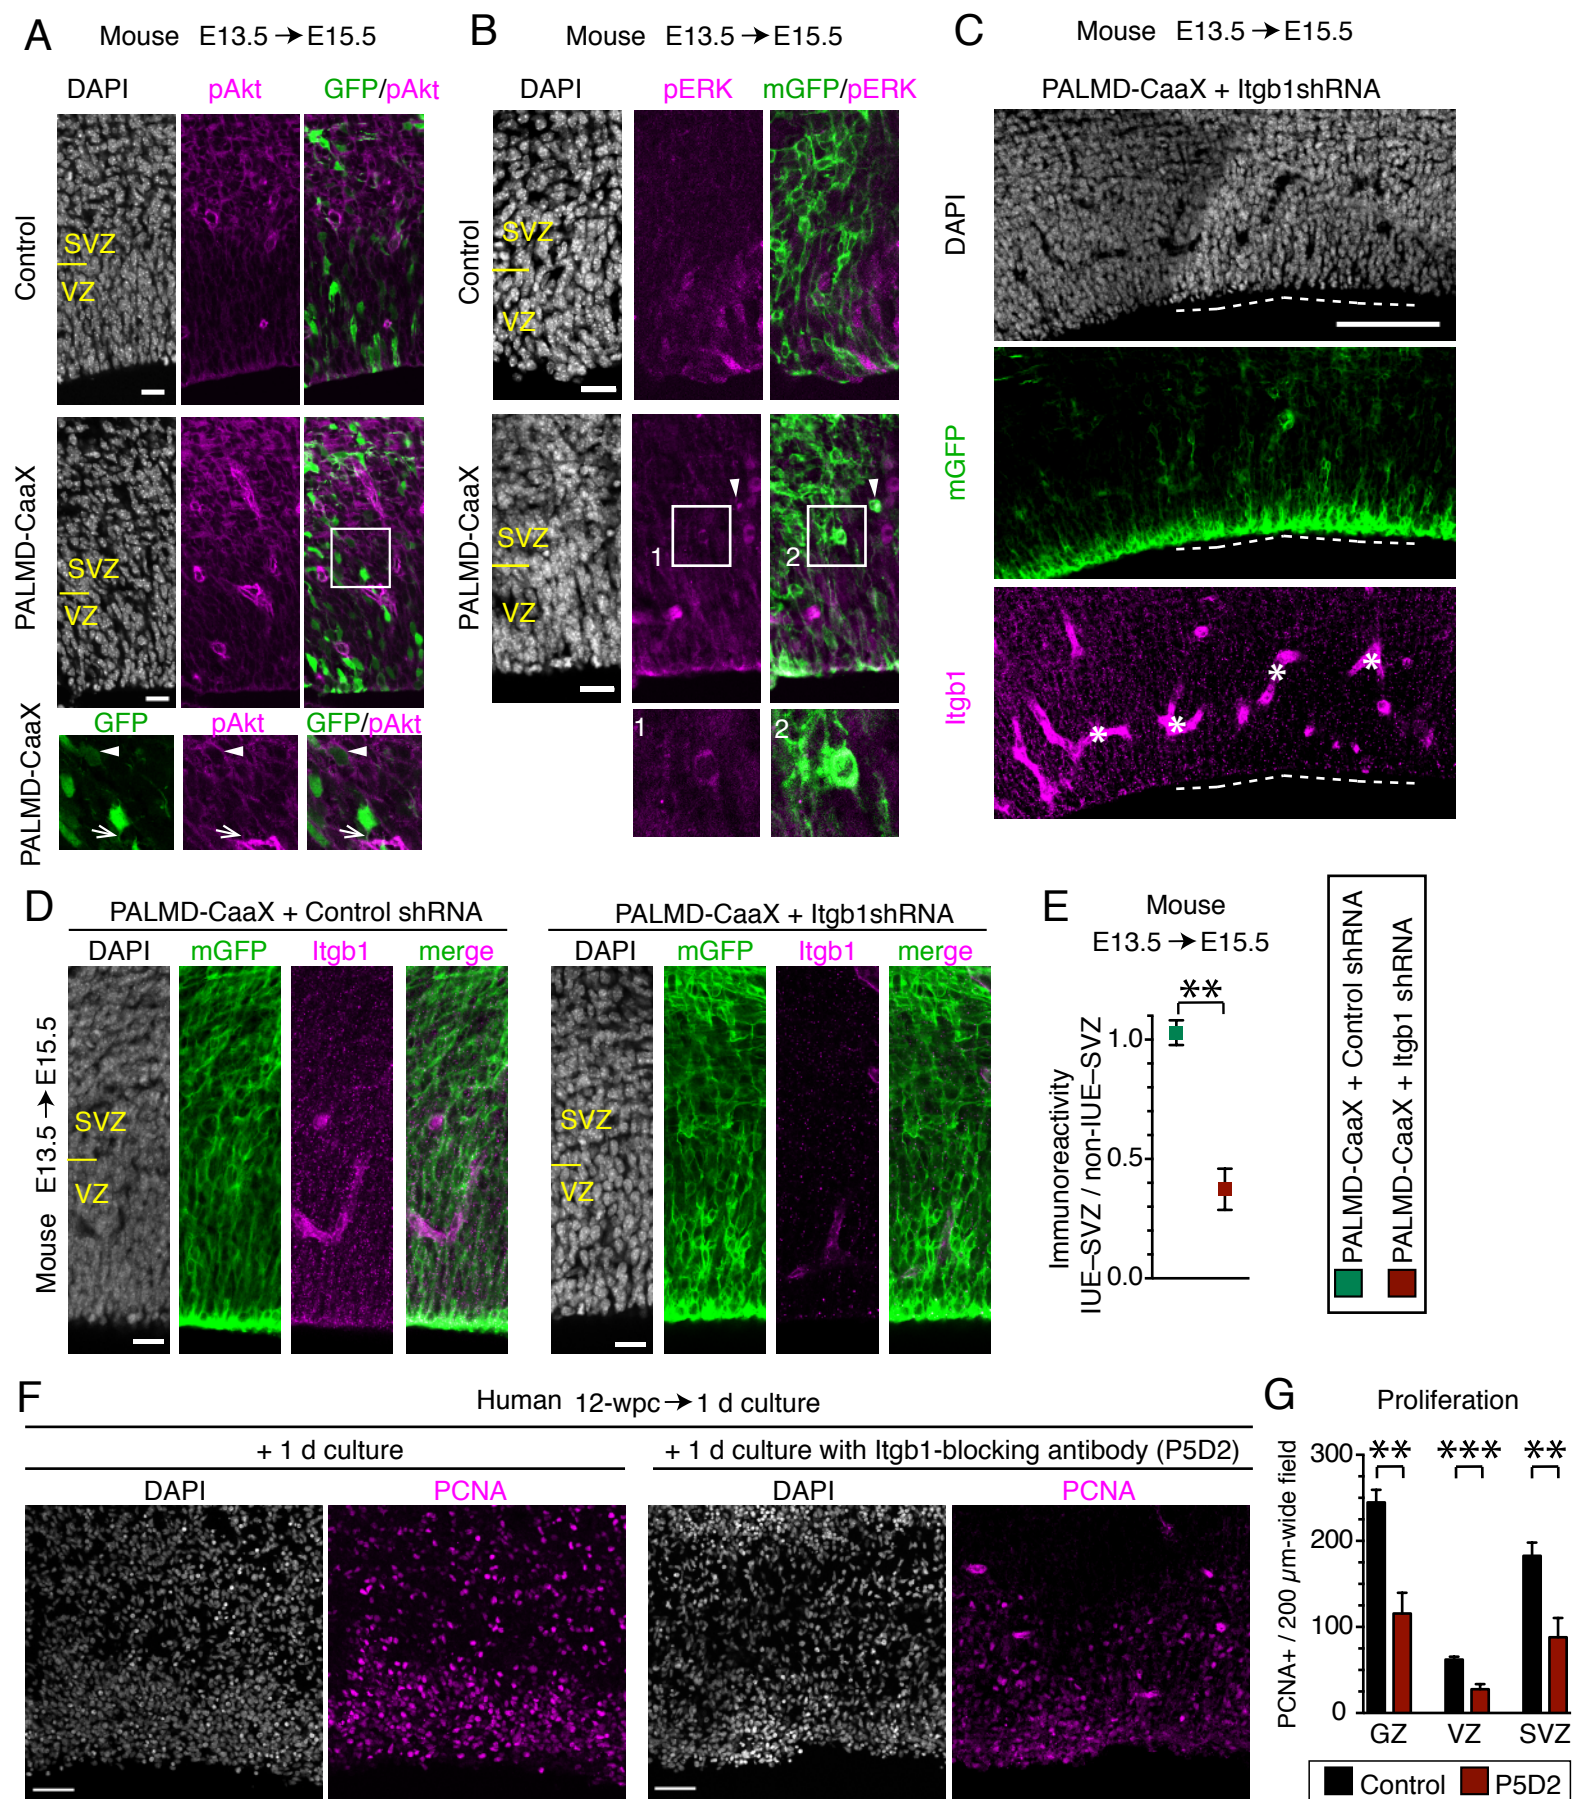 A
Mouse E13.5 → E15.5
DAPI pAkt GFP/pAkt
Control
SVZ
VZ
PALMD-CaaX
SVZ
VZ
PALMD-CaaX
GFP pAkt GFP/pAkt
B
Mouse E13.5 → E15.5
DAPI pERK mGFP/pERK
Control
SVZ
VZ
PALMD-CaaX
SVZ
VZ
1
2
1
2
C
Mouse E13.5 → E15.5
PALMD-CaaX + Itgb1shRNA
DAPI
mGFP
Itgb1
* * * *
D
PALMD-CaaX + Control shRNA
PALMD-CaaX + Itgb1shRNA
DAPI mGFP Itgb1 merge
DAPI mGFP Itgb1 merge
Mouse E13.5 → E15.5
SVZ
VZ
SVZ
VZ
E
Mouse
E13.5 → E15.5
**
Immunoreactivity
IUE–SVZ / non-IUE–SVZ
1.0
0.5
0.0
PALMD-CaaX + Control shRNA
PALMD-CaaX + Itgb1 shRNA
F
Human 12-wpc → 1 d culture
+ 1 d culture
+ 1 d culture with Itgb1-blocking antibody (P5D2)
DAPI PCNA
DAPI PCNA
G
Proliferation
PCNA+ / 200 µm-wide field
300
200
100
0
** *** **
GZ VZ SVZ
Control P5D2